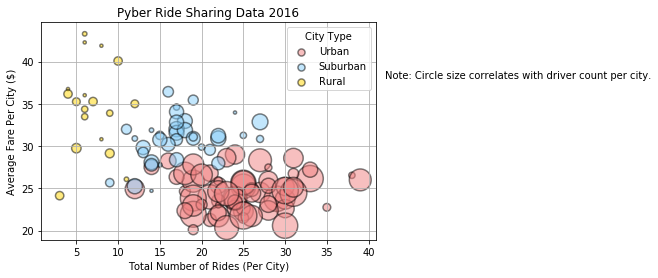 Pyber Ride Sharing Data 2016
City Type
Urban
Suburban
Rural
Note: Circle size correlates with driver count per city.
Average Fare Per City ($)
40
35
30
25
20
5
10
15
20
25
30
35
40
Total Number of Rides (Per City)